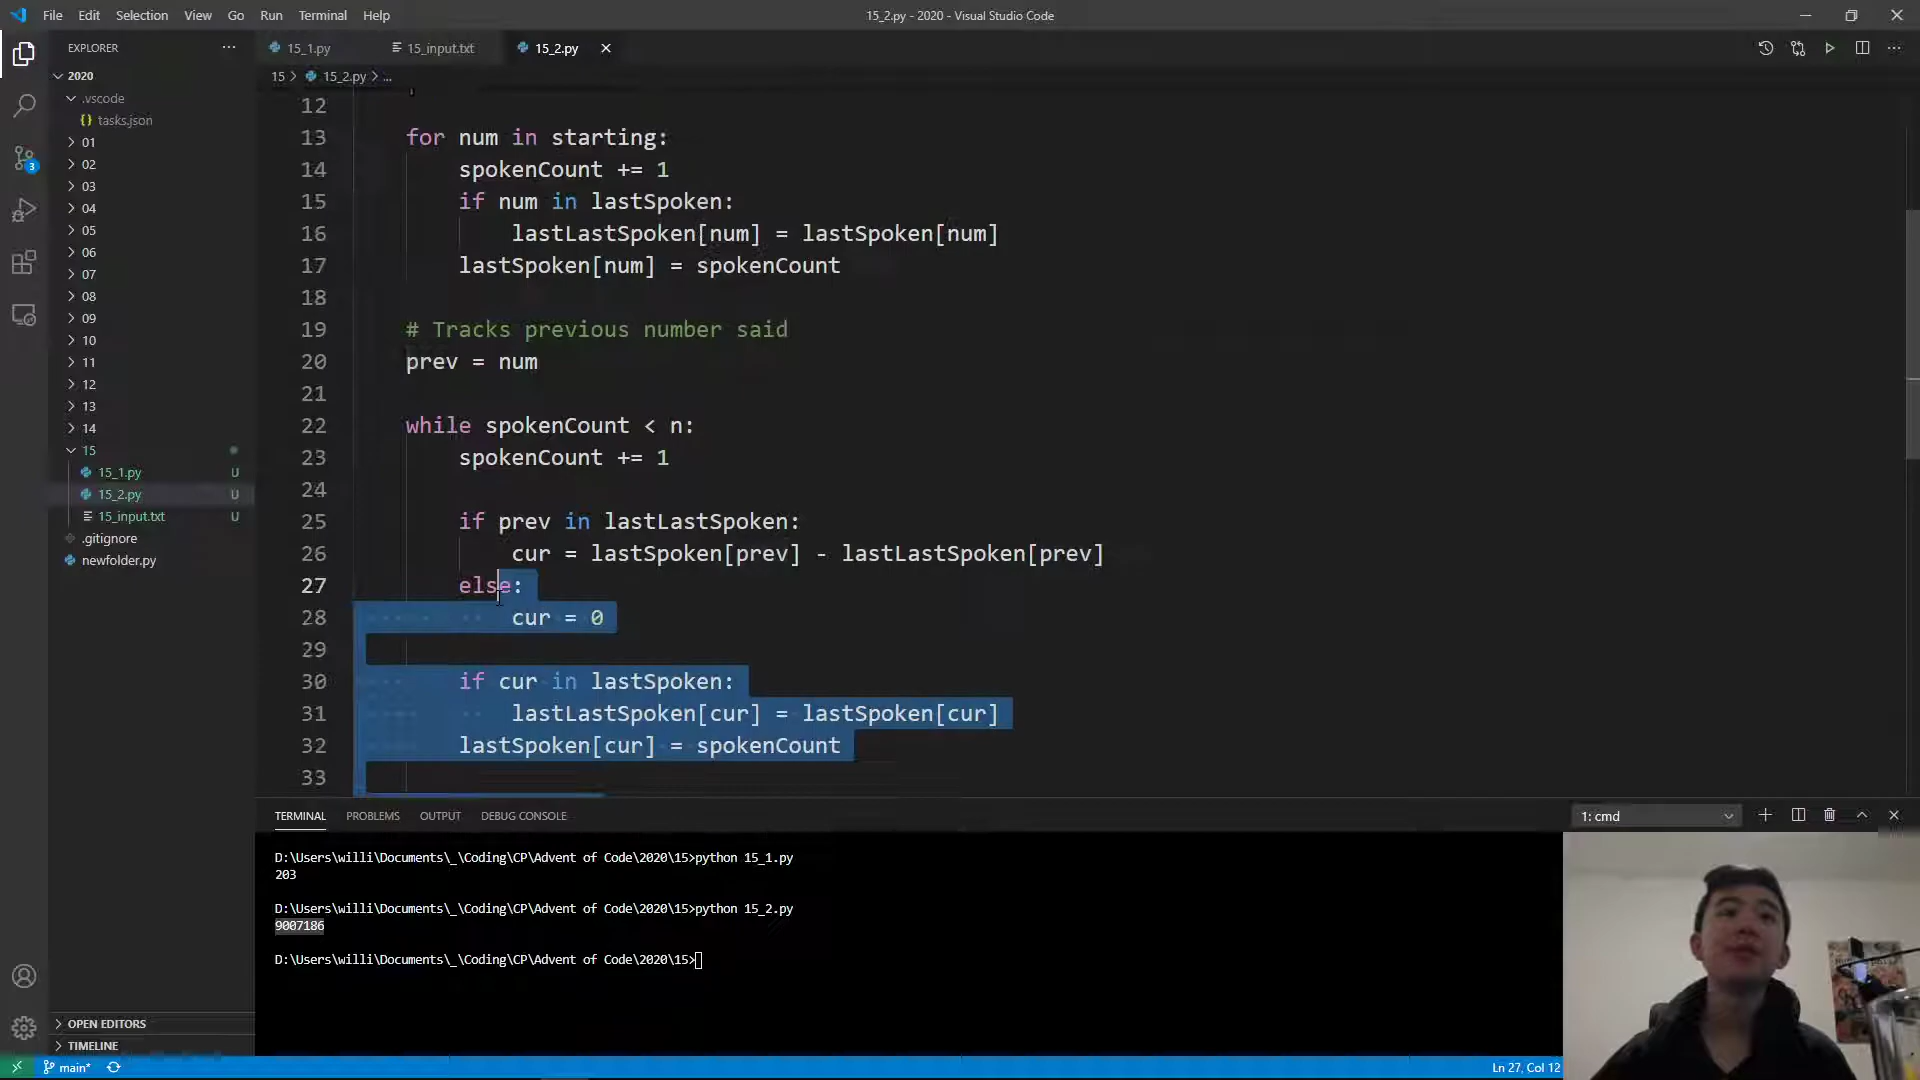 File Edit Selection View Go Run Terminal Help
15_2.py - 2020 - Visual Studio Code
EXPLORER
15_1.py
15_input.txt
15_2.py
2020
15 > 15_2.py > ...
.vscode
tasks.json
01
02
03
04
05
06
07
08
09
10
11
12
13
14
15
15_1.py U
15_2.py U
15_input.txt U
.gitignore
newfolder.py
OPEN EDITORS
TIMELINE
3
12
13 for num in starting:
14 spokenCount += 1
15 if num in lastSpoken:
16 lastLastSpoken[num] = lastSpoken[num]
17 lastSpoken[num] = spokenCount
18
19 # Tracks previous number said
20 prev = num
21
22 while spokenCount < n:
23 spokenCount += 1
24
25 if prev in lastLastSpoken:
26 cur = lastSpoken[prev] - lastLastSpoken[prev]
27 else:
28 cur = 0
29
30 if cur in lastSpoken:
31 lastLastSpoken[cur] = lastSpoken[cur]
32 lastSpoken[cur] = spokenCount
33
TERMINAL PROBLEMS OUTPUT DEBUG CONSOLE
1: cmd
D:\Users\willi\Documents\_\Coding\CP\Advent of Code\2020\15>python 15_1.py
203
D:\Users\willi\Documents\_\Coding\CP\Advent of Code\2020\15>python 15_2.py
9007186
D:\Users\willi\Documents\_\Coding\CP\Advent of Code\2020\15>
main*
Ln 27, Col 12